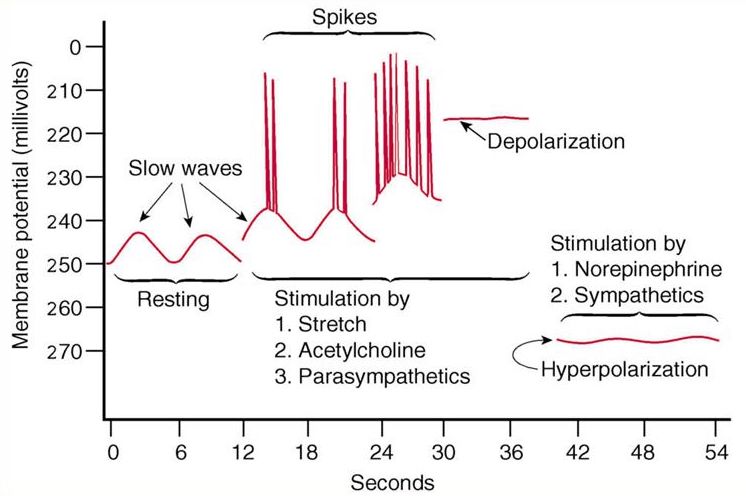 Spikes
Membrane potential (millivolts)
0
210
220
230
240
250
260
270
Slow waves
Depolarization
Resting
Stimulation by
1. Stretch
2. Acetylcholine
3. Parasympathetics
Stimulation by
1. Norepinephrine
2. Sympathetics
Hyperpolarization
0 6 12 18 24 30 36 42 48 54
Seconds